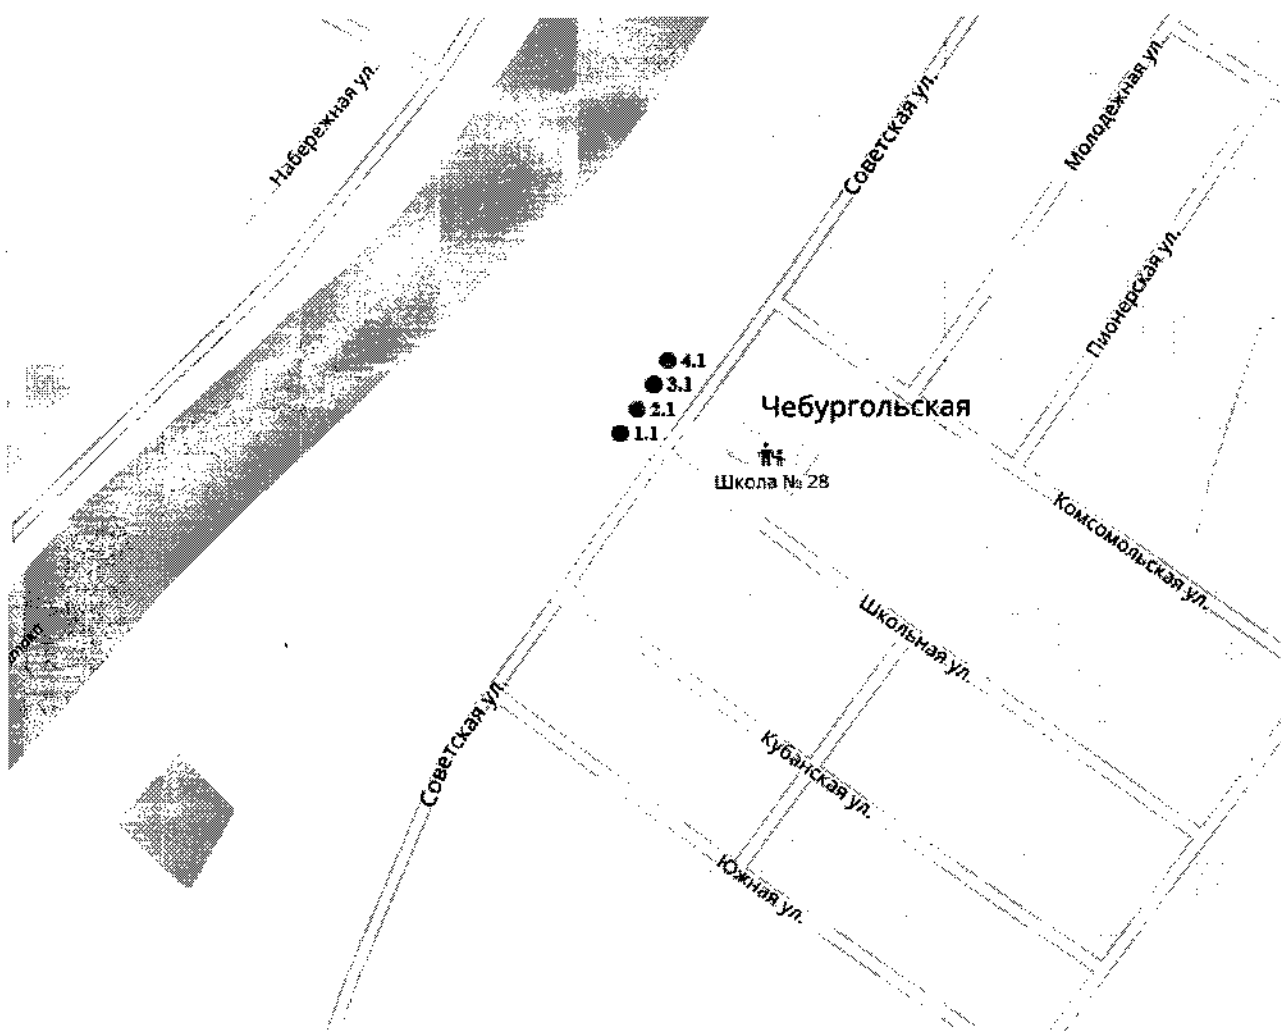 Набережная ул.
Советская ул.
Молодежная ул.
Пионерская ул.
4.1
3.1
2.1
1.1
Чебургольская
Школа № 28
Комсомольская ул.
Школьная ул.
Советская ул.
Кубанская ул.
Южная ул.